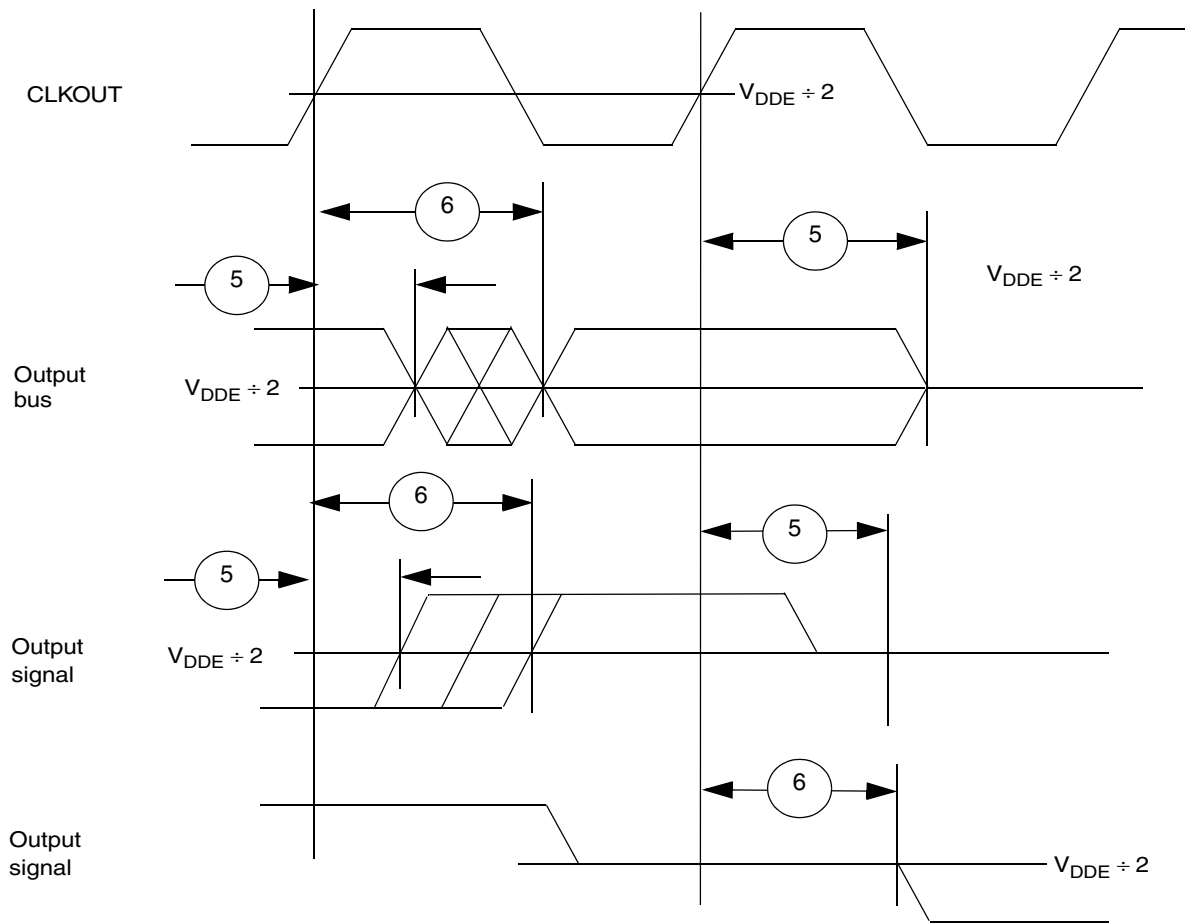 CLKOUT
V_DDE ÷ 2
6
5
5
V_DDE ÷ 2
Output
bus
V_DDE ÷ 2
6
5
5
Output
signal
V_DDE ÷ 2
6
Output
signal
V_DDE ÷ 2